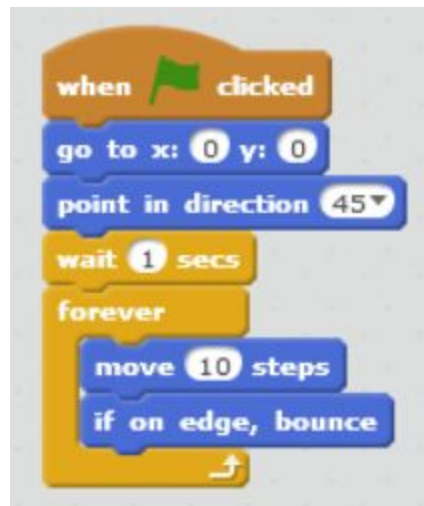 when clicked
go to x: 0 y: 0
point in direction 45
wait 1 secs
forever
move 10 steps
if on edge, bounce